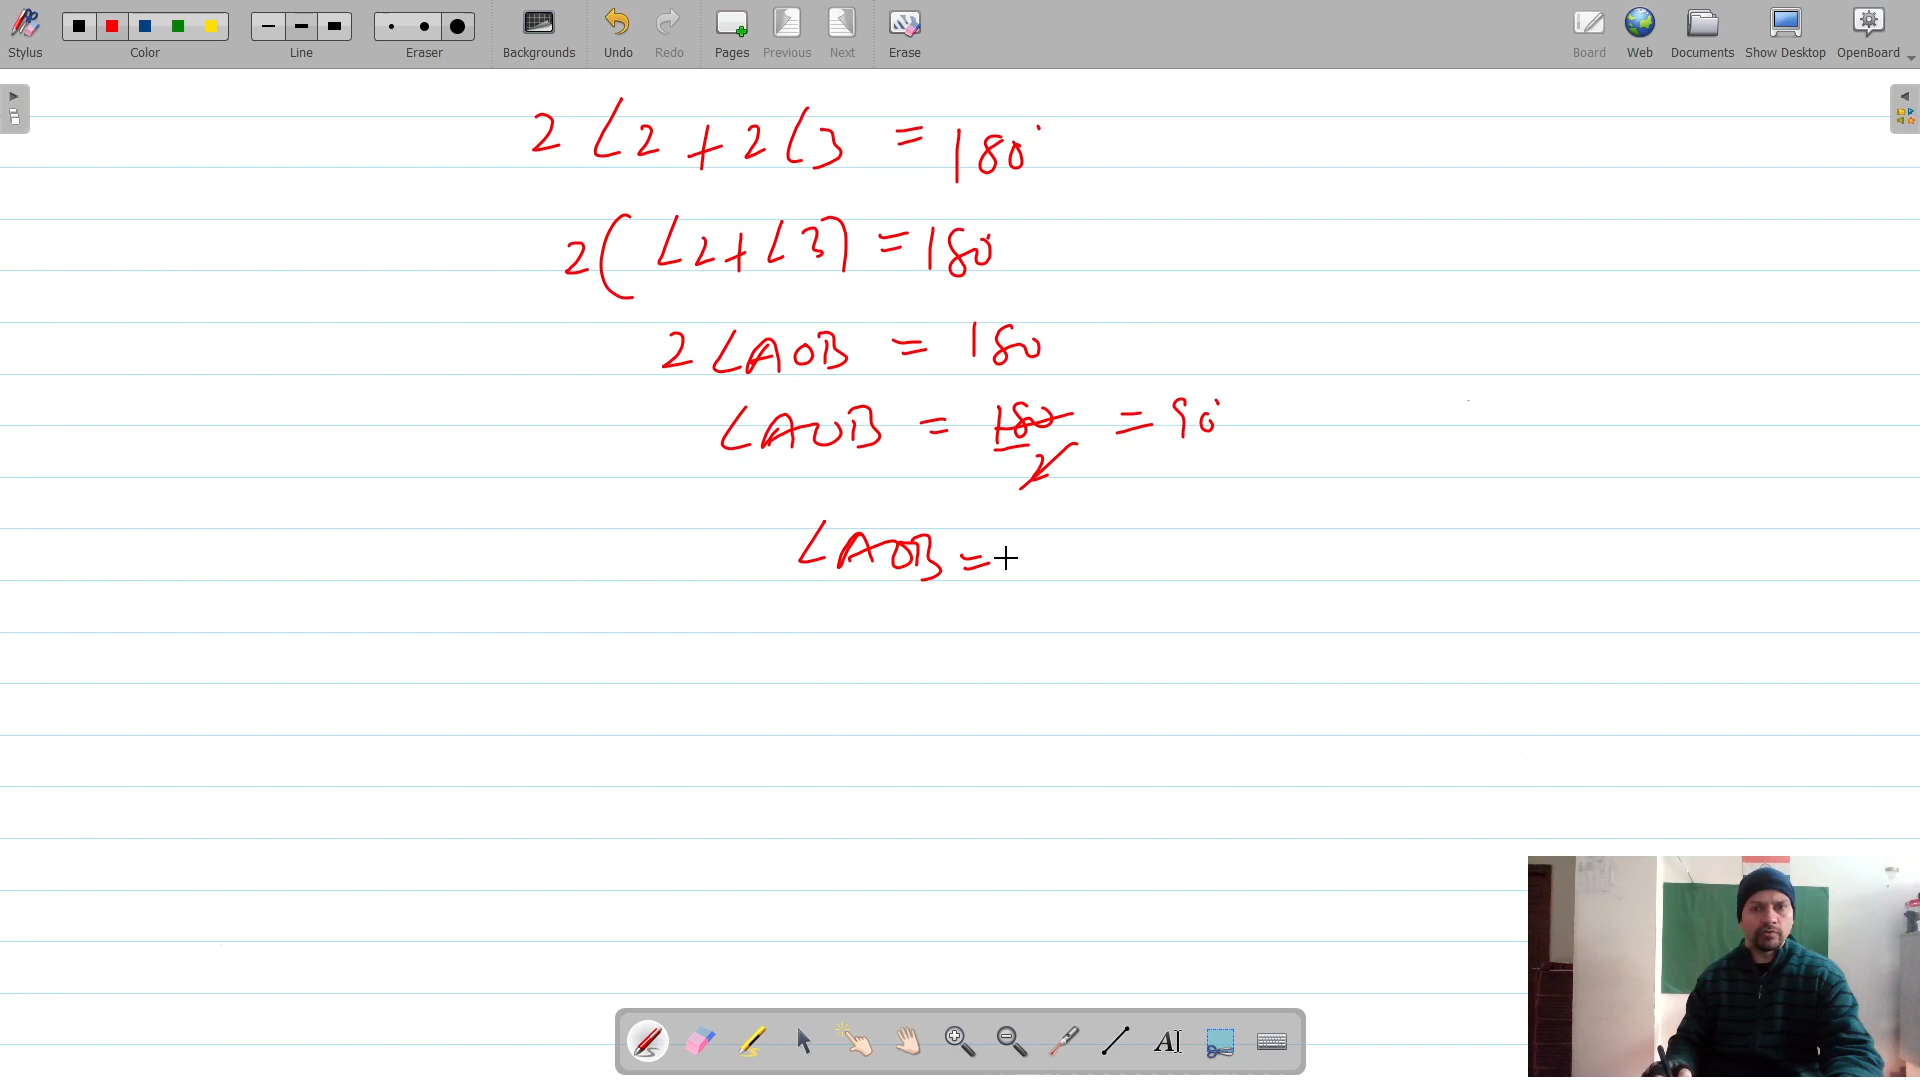 Stylus Color Line Eraser Backgrounds Undo Redo Pages Previous Next Erase Board Web Documents Show Desktop OpenBoard
2 ∠2 + 2∠3 = 180°
2( ∠2 + ∠3) = 180
2 ∠AOB = 180
∠AOB = 180/2 = 90°
∠AOB =